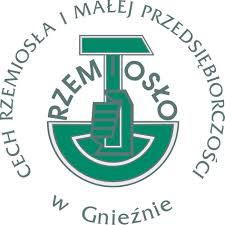 CECH RZEMIOSŁA I MAŁEJ PRZEDSIĘBIORCZOŚCI
RZEMIOSŁO
w Gnieźnie